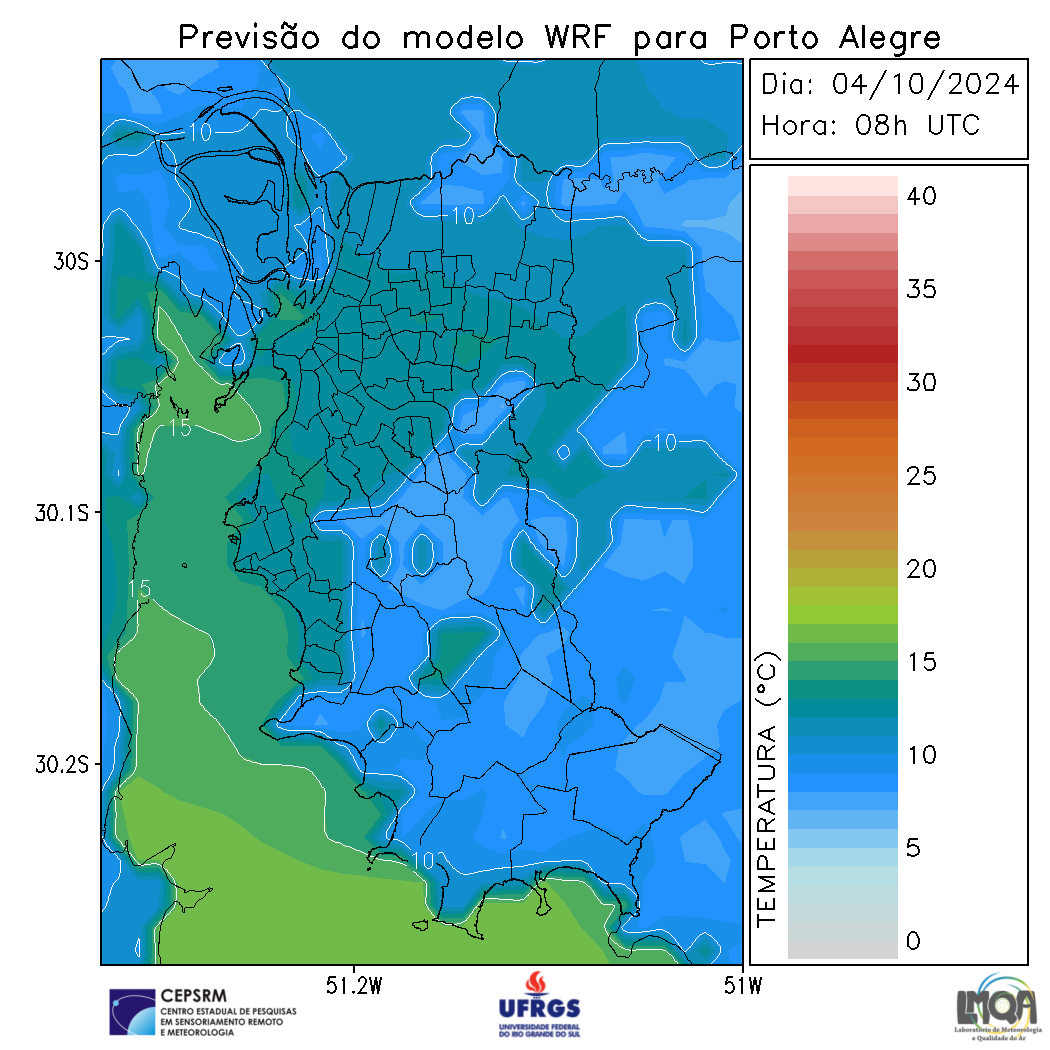 Previsão do modelo WRF para Porto Alegre
Dia: 04/10/2024
Hora: 08h UTC
10
10
30S
15
10
30.1S
15
30.2S
10
40
35
30
25
20
15
10
5
0
TEMPERATURA (°C)
51.2W
51W
CEPSRM
CENTRO ESTADUAL DE PESQUISAS
EM SENSORIAMENTO REMOTO
E METEOROLOGIA
UFRGS
UNIVERSIDADE FEDERAL
DO RIO GRANDE DO SUL
LMQA
Laboratório de Meteorologia
e Qualidade do Ar